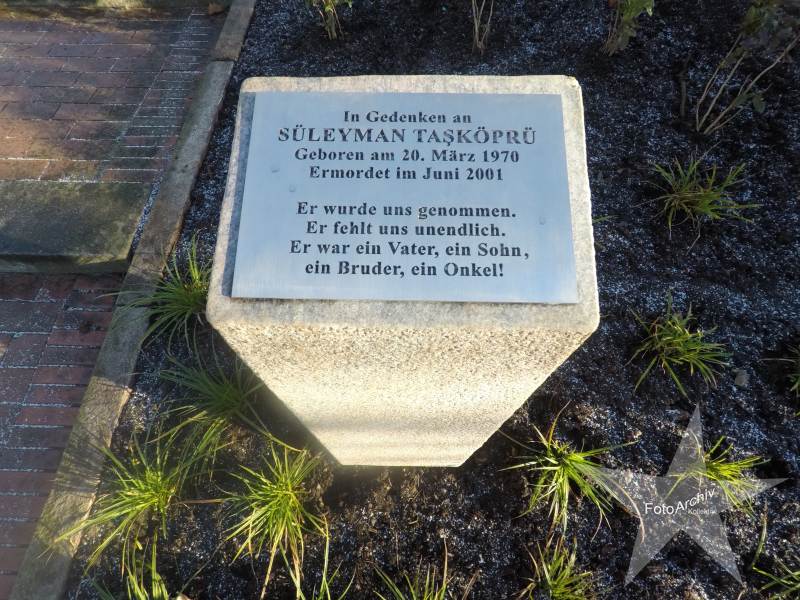 In Gedenken an
SÜLEYMAN TAŞKÖPRÜ
Geboren am 20. März 1970
Ermordet im Juni 2001
Er wurde uns genommen.
Er fehlt uns unendlich.
Er war ein Vater, ein Sohn,
ein Bruder, ein Onkel!
FotoArchiv
Kollektiv